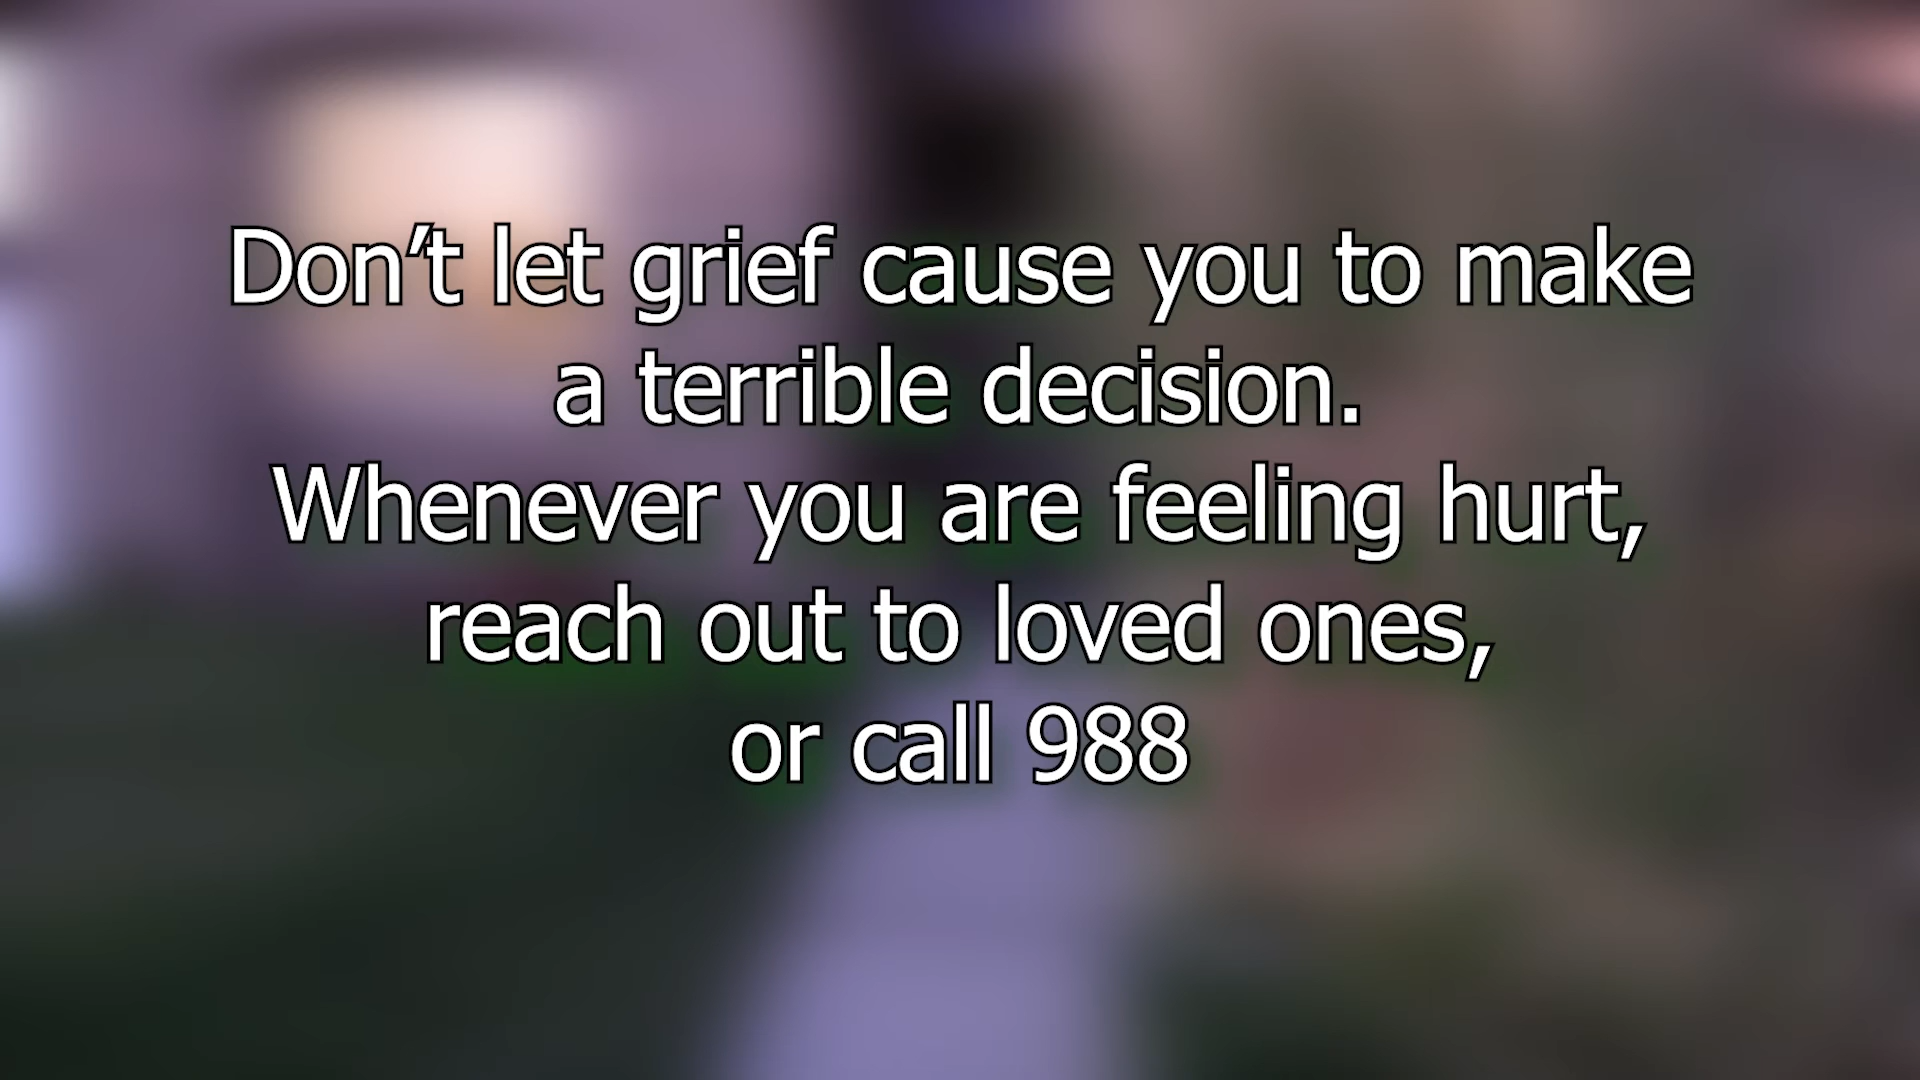 Don’t let grief cause you to make
a terrible decision.
Whenever you are feeling hurt,
reach out to loved ones,
or call 988